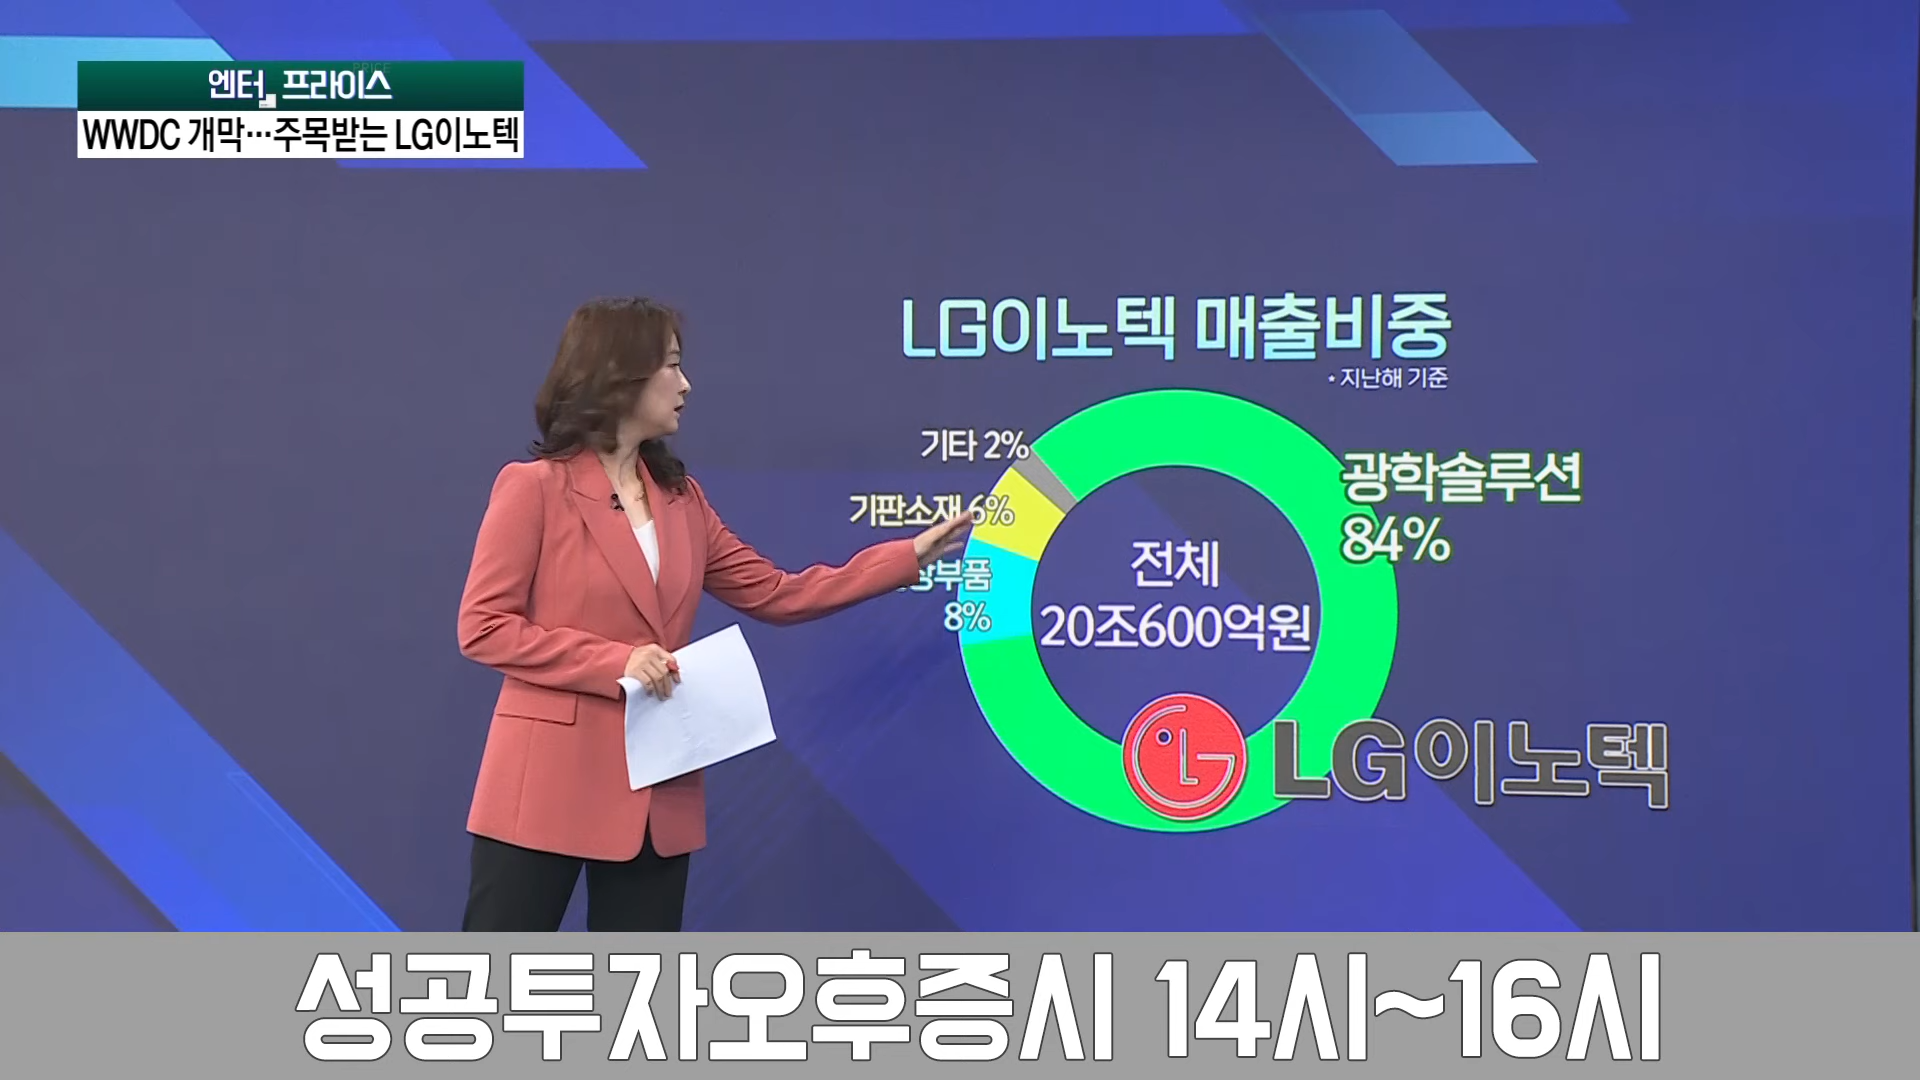 엔터 프라이스
WWDC 개막…주목받는 LG이노텍
LG이노텍 매출비중
* 지난해 기준
기타 2%
기판소재 6%
부품
8%
광학솔루션
84%
전체
20조600억원
LG이노텍
성공투자오후증시 14시~16시